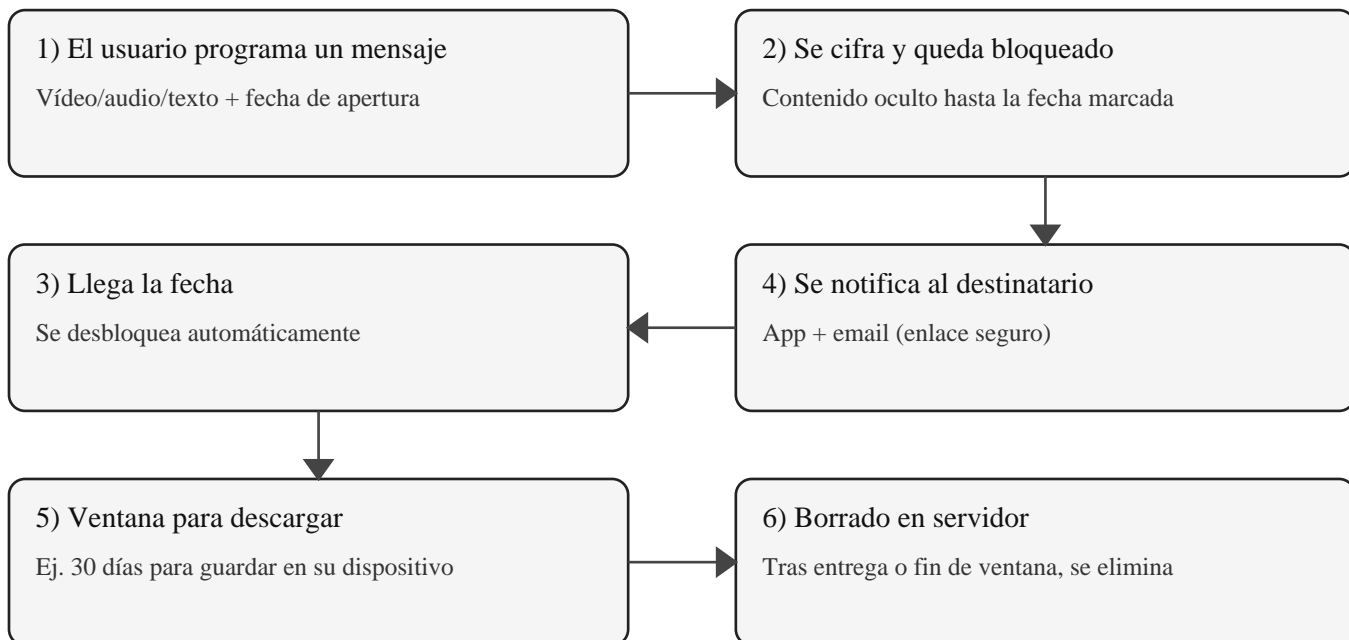 1) El usuario programa un mensaje
Vídeo/audio/texto + fecha de apertura
2) Se cifra y queda bloqueado
Contenido oculto hasta la fecha marcada
3) Llega la fecha
Se desbloquea automáticamente
4) Se notifica al destinatario
App + email (enlace seguro)
5) Ventana para descargar
Ej. 30 días para guardar en su dispositivo
6) Borrado en servidor
Tras entrega o fin de ventana, se elimina